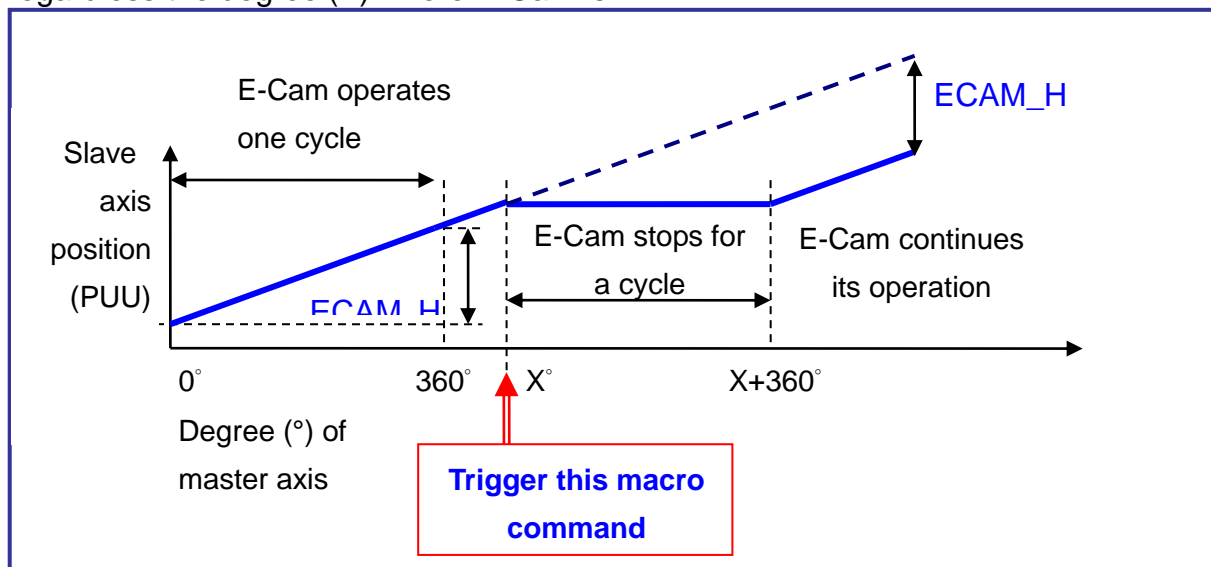 E-Cam operates
one cycle
ECAM_H
Slave
axis
position
(PUU)
E-Cam stops for
a cycle
E-Cam continues
its operation
ECAM_H
0°
360°
X°
X+360°
Degree (°) of
master axis
Trigger this macro
command